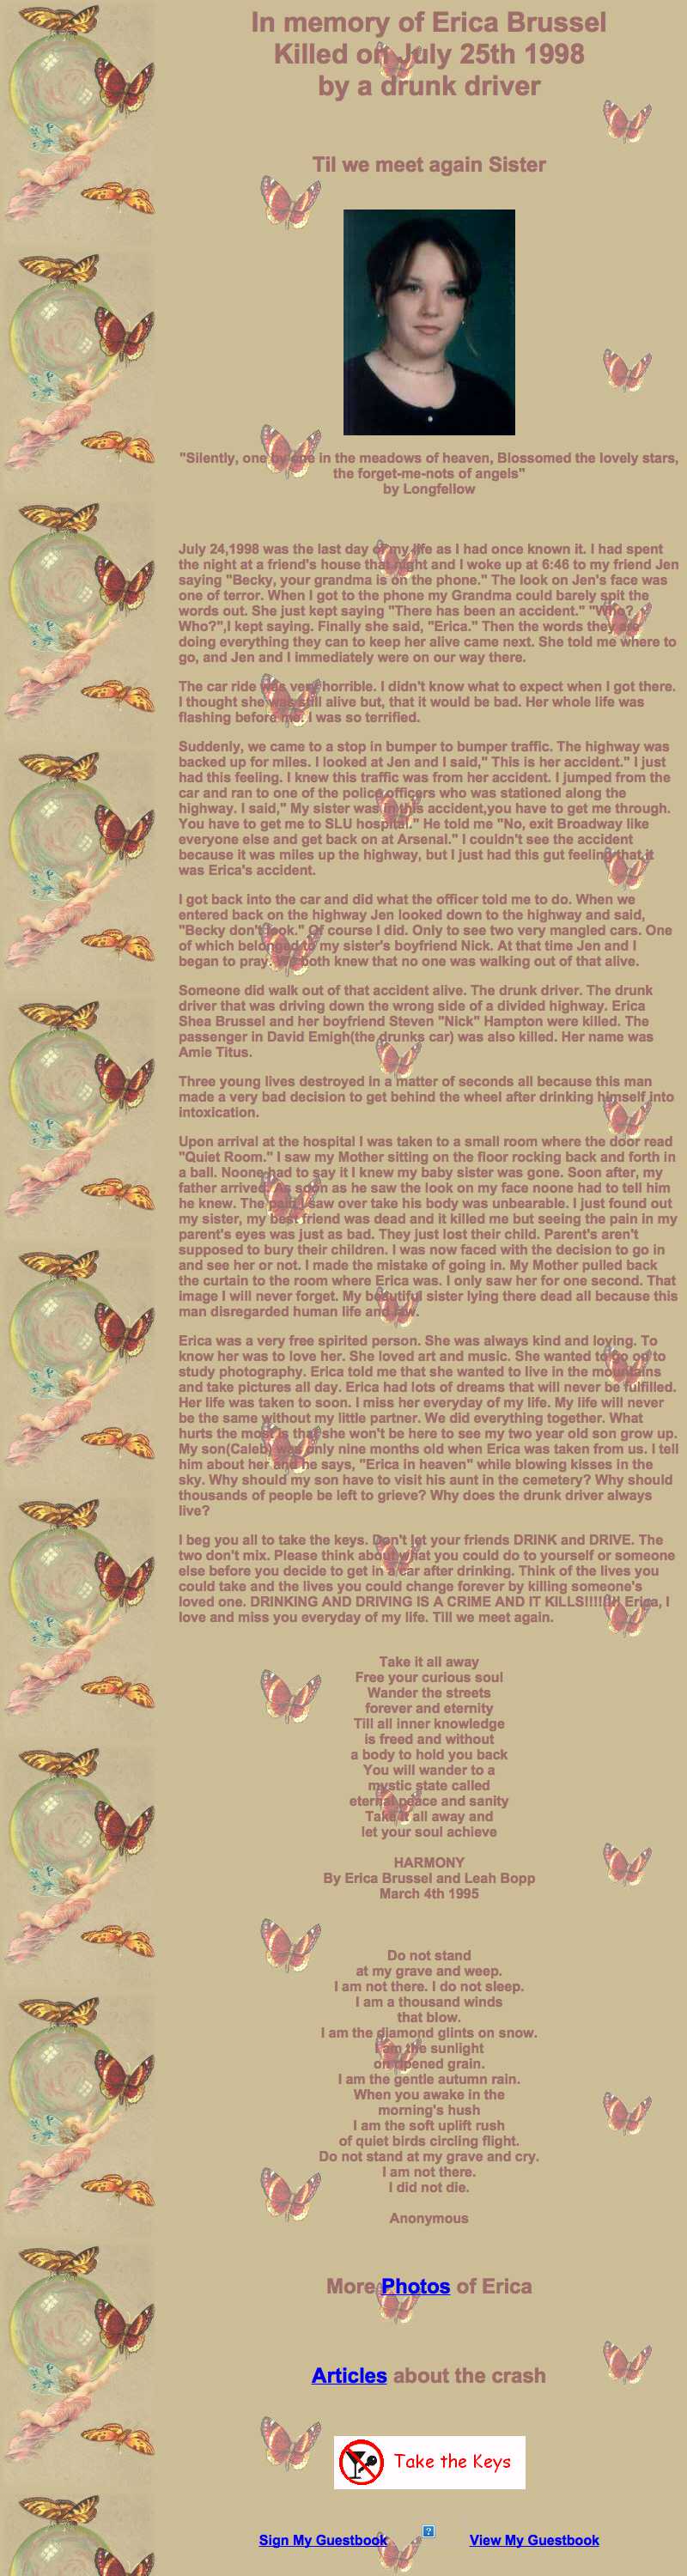 In memory of Erica Brussel
Killed on July 25th 1998
by a drunk driver
Til we meet again Sister
"Silently, one by one in the meadows of heaven, Blossomed the lovely stars,
the forget-me-nots of angels"
by Longfellow
July 24,1998 was the last day of my life as I had once known it. I had spent
the night at a friend's house that night and I woke up at 6:46 to my friend Jen
saying "Becky, your grandma is on the phone." The look on Jen's face was
one of terror. When I got to the phone my Grandma could barely spit the
words out. She just kept saying "There has been an accident." "Who?
Who?",I kept saying. Finally she said, "Erica." Then the words they are
doing everything they can to keep her alive came next. She told me where to
go, and Jen and I immediately were on our way there.
The car ride was very horrible. I didn't know what to expect when I got there.
I thought she was still alive but, that it would be bad. Her whole life was
flashing before me. I was so terrified.
Suddenly, we came to a stop in bumper to bumper traffic. The highway was
backed up for miles. I looked at Jen and I said," This is her accident." I just
had this feeling. I knew this traffic was from her accident. I jumped from the
car and ran to one of the police officers who was stationed along the
highway. I said," My sister was in this accident,you have to get me through.
You have to get me to SLU hospital." He told me "No, exit Broadway like
everyone else and get back on at Arsenal." I couldn't see the accident
because it was miles up the highway, but I just had this gut feeling that it
was Erica's accident.
I got back into the car and did what the officer told me to do. When we
entered back on the highway Jen looked down to the highway and said,
"Becky don't look." Of course I did. Only to see two very mangled cars. One
of which belonged to my sister's boyfriend Nick. At that time Jen and I
began to pray. We both knew that no one was walking out of that alive.
Someone did walk out of that accident alive. The drunk driver. The drunk
driver that was driving down the wrong side of a divided highway. Erica
Shea Brussel and her boyfriend Steven "Nick" Hampton were killed. The
passenger in David Emigh(the drunks car) was also killed. Her name was
Amie Titus.
Three young lives destroyed in a matter of seconds all because this man
made a very bad decision to get behind the wheel after drinking himself into
intoxication.
Upon arrival at the hospital I was taken to a small room where the door read
"Quiet Room." I saw my Mother sitting on the floor rocking back and forth in
a ball. Noone had to say it I knew my baby sister was gone. Soon after, my
father arrived. As soon as he saw the look on my face noone had to tell him
he knew. The pain I saw over take his body was unbearable. I just found out
my sister, my best friend was dead and it killed me but seeing the pain in my
parent's eyes was just as bad. They just lost their child. Parent's aren't
supposed to bury their children. I was now faced with the decision to go in
and see her or not. I made the mistake of going in. My Mother pulled back
the curtain to the room where Erica was. I only saw her for one second. That
image I will never forget. My beautiful sister lying there dead all because this
man disregarded human life and law.
Erica was a very free spirited person. She was always kind and loving. To
know her was to love her. She loved art and music. She wanted to go on to
study photography. Erica told me that she wanted to live in the mountains
and take pictures all day. Erica had lots of dreams that will never be fulfilled.
Her life was taken to soon. I miss her everyday of my life. My life will never
be the same without my little partner. We did everything together. What
hurts the most is that she won't be here to see my two year old son grow up.
My son(Caleb) was only nine months old when Erica was taken from us. I tell
him about her and he says, "Erica in heaven" while blowing kisses in the
sky. Why should my son have to visit his aunt in the cemetery? Why should
thousands of people be left to grieve? Why does the drunk driver always
live?
I beg you all to take the keys. Don't let your friends DRINK and DRIVE. The
two don't mix. Please think about what you could do to yourself or someone
else before you decide to get in a car after drinking. Think of the lives you
could take and the lives you could change forever by killing someone's
loved one. DRINKING AND DRIVING IS A CRIME AND IT KILLS!!!!!!!! Erica, I
love and miss you everyday of my life. Till we meet again.
Take it all away
Free your curious soul
Wander the streets
forever and eternity
Till all inner knowledge
is freed and without
a body to hold you back
You will wander to a
mystic state called
eternal peace and sanity
Take it all away and
let your soul achieve
HARMONY
By Erica Brussel and Leah Bopp
March 4th 1995
Do not stand
at my grave and weep.
I am not there. I do not sleep.
I am a thousand winds
that blow.
I am the diamond glints on snow.
I am the sunlight
on ripened grain.
I am the gentle autumn rain.
When you awake in the
morning's hush
I am the soft uplift rush
of quiet birds circling flight.
Do not stand at my grave and cry.
I am not there.
I did not die.
Anonymous
More Photos of Erica
Articles about the crash
Take the Keys
Sign My Guestbook ? View My Guestbook